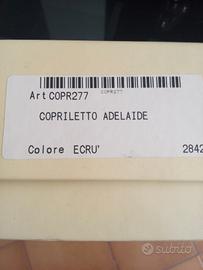 COPR277
Art COPR277
COPRILETTO ADELAIDE
Colore ECRU' 2842
subito